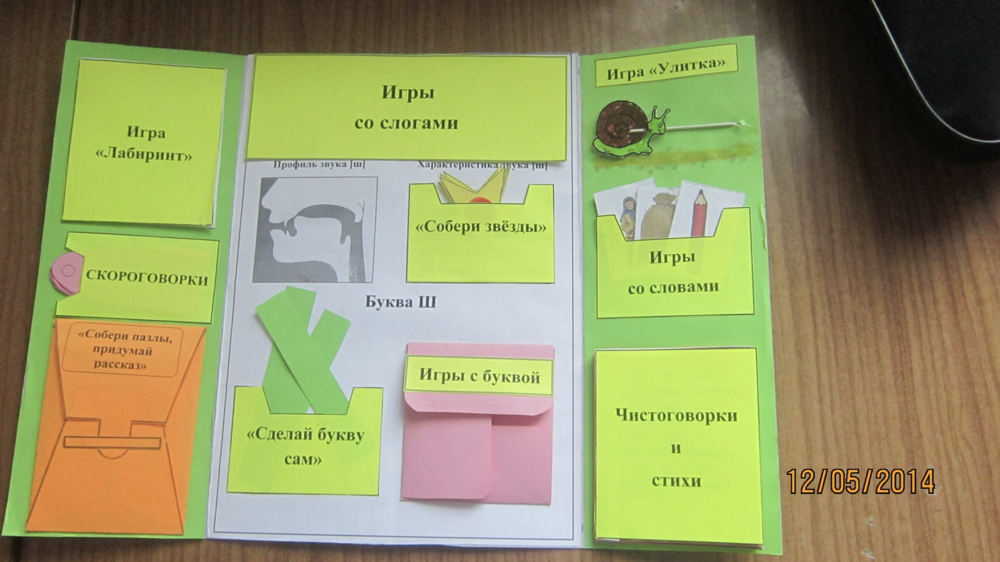 Игра
«Лабиринт»
СКОРОГОВОРКИ
«Собери пазлы,
придумай
рассказ»
Игры
со слогами
Профиль звука [ш]
Характеристика звука [ш]
«Собери звёзды»
Буква Ш
«Сделай букву
сам»
Игры с буквой
Игра «Улитка»
Игры
со словами
Чистоговорки
и
стихи
12/05/2014